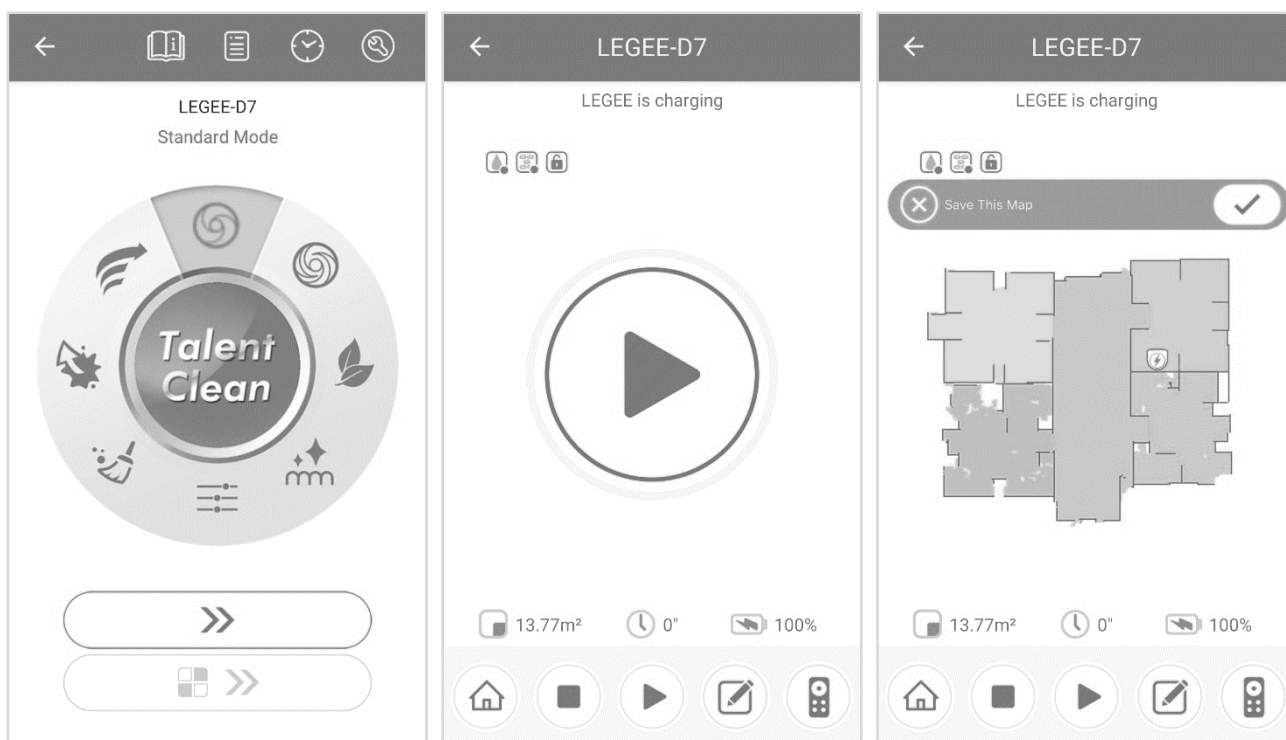 LEGEE-D7
Standard Mode
Talent
Clean
LEGEE-D7
LEGEE is charging
13.77m²
0"
100%
LEGEE-D7
LEGEE is charging
Save This Map
13.77m²
0"
100%